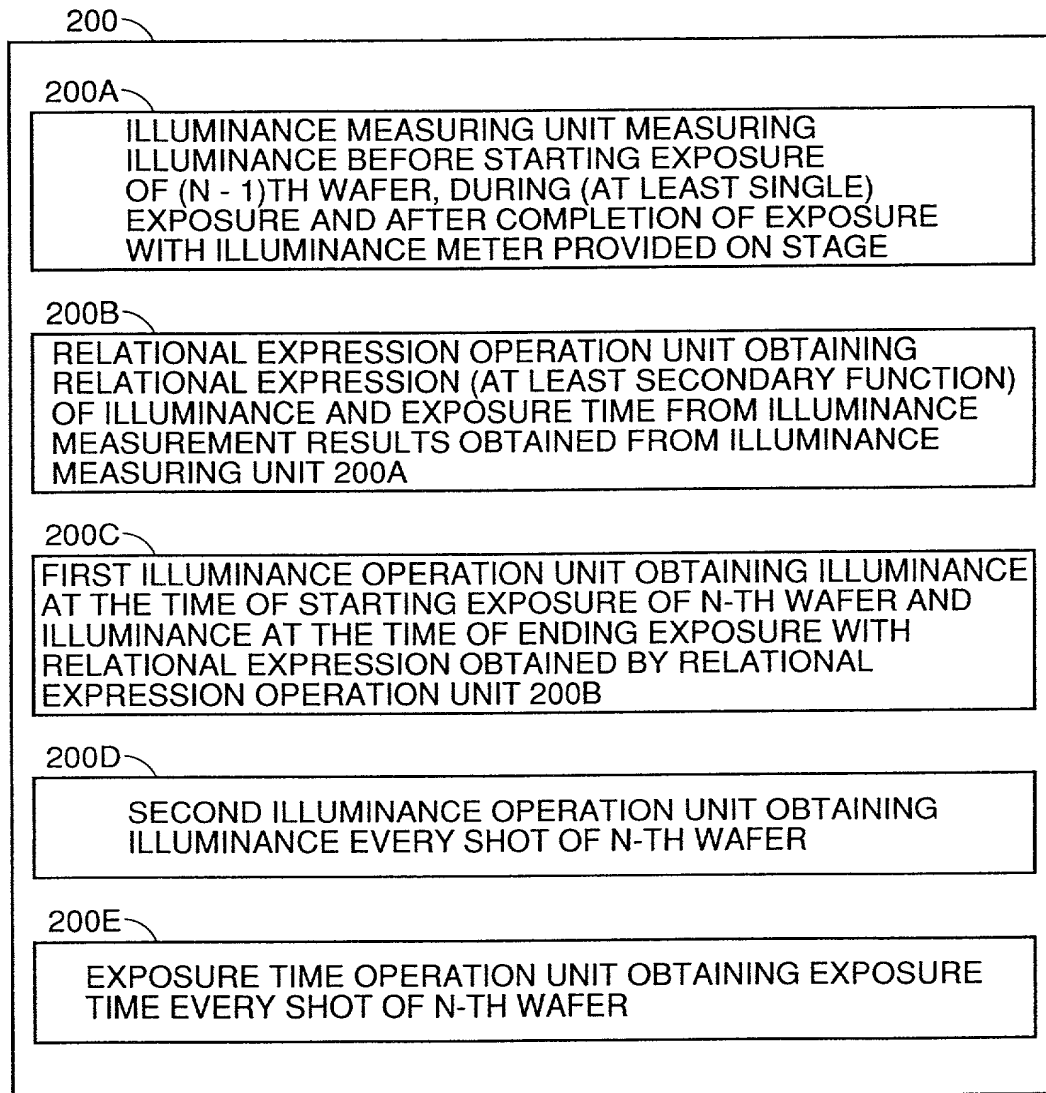 200
200A
ILLUMINANCE MEASURING UNIT MEASURING
ILLUMINANCE BEFORE STARTING EXPOSURE
OF (N - 1)TH WAFER, DURING (AT LEAST SINGLE)
EXPOSURE AND AFTER COMPLETION OF EXPOSURE
WITH ILLUMINANCE METER PROVIDED ON STAGE
200B
RELATIONAL EXPRESSION OPERATION UNIT OBTAINING
RELATIONAL EXPRESSION (AT LEAST SECONDARY FUNCTION)
OF ILLUMINANCE AND EXPOSURE TIME FROM ILLUMINANCE
MEASUREMENT RESULTS OBTAINED FROM ILLUMINANCE
MEASURING UNIT 200A
200C
FIRST ILLUMINANCE OPERATION UNIT OBTAINING ILLUMINANCE
AT THE TIME OF STARTING EXPOSURE OF N-TH WAFER AND
ILLUMINANCE AT THE TIME OF ENDING EXPOSURE WITH
RELATIONAL EXPRESSION OBTAINED BY RELATIONAL
EXPRESSION OPERATION UNIT 200B
200D
SECOND ILLUMINANCE OPERATION UNIT OBTAINING
ILLUMINANCE EVERY SHOT OF N-TH WAFER
200E
EXPOSURE TIME OPERATION UNIT OBTAINING EXPOSURE
TIME EVERY SHOT OF N-TH WAFER